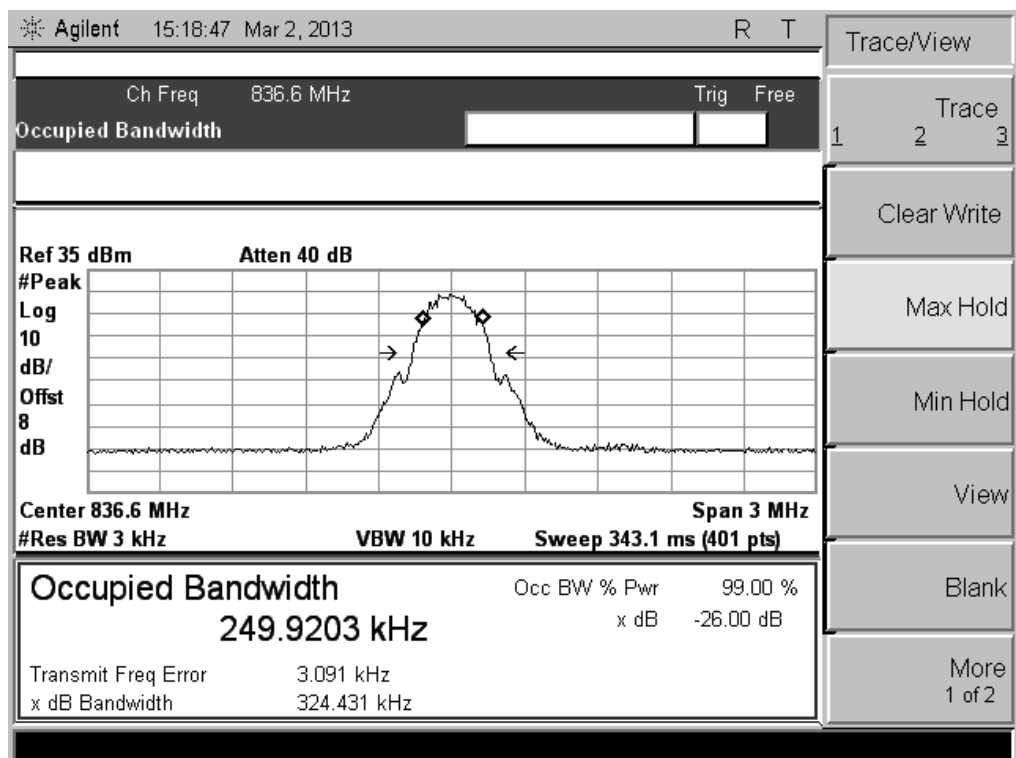 Agilent 15:18:47 Mar 2, 2013 R T
Trace/View
Ch Freq 836.6 MHz Trig Free
Occupied Bandwidth
Trace
1 2 3
Clear Write
Max Hold
Min Hold
View
Blank
More
1 of 2
Ref 35 dBm Atten 40 dB
#Peak
Log
10
dB/
Offst
8
dB
Center 836.6 MHz Span 3 MHz
#Res BW 3 kHz VBW 10 kHz Sweep 343.1 ms (401 pts)
Occupied Bandwidth Occ BW % Pwr 99.00 %
249.9203 kHz x dB -26.00 dB
Transmit Freq Error 3.091 kHz
x dB Bandwidth 324.431 kHz